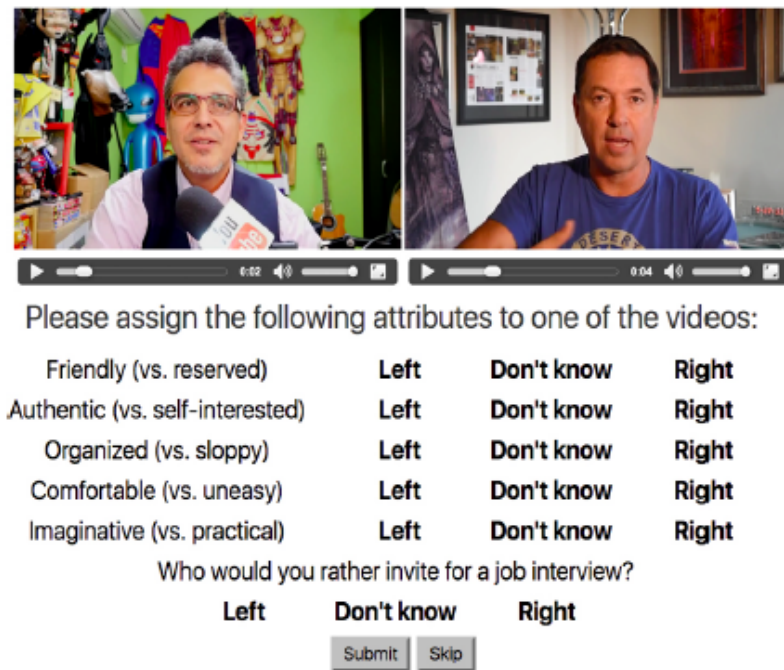 You
Tube
DESERT
0:02
0:04
Please assign the following attributes to one of the videos:
Friendly (vs. reserved) Left Don't know Right
Authentic (vs. self-interested) Left Don't know Right
Organized (vs. sloppy) Left Don't know Right
Comfortable (vs. uneasy) Left Don't know Right
Imaginative (vs. practical) Left Don't know Right
Who would you rather invite for a job interview?
Left Don't know Right
Submit Skip